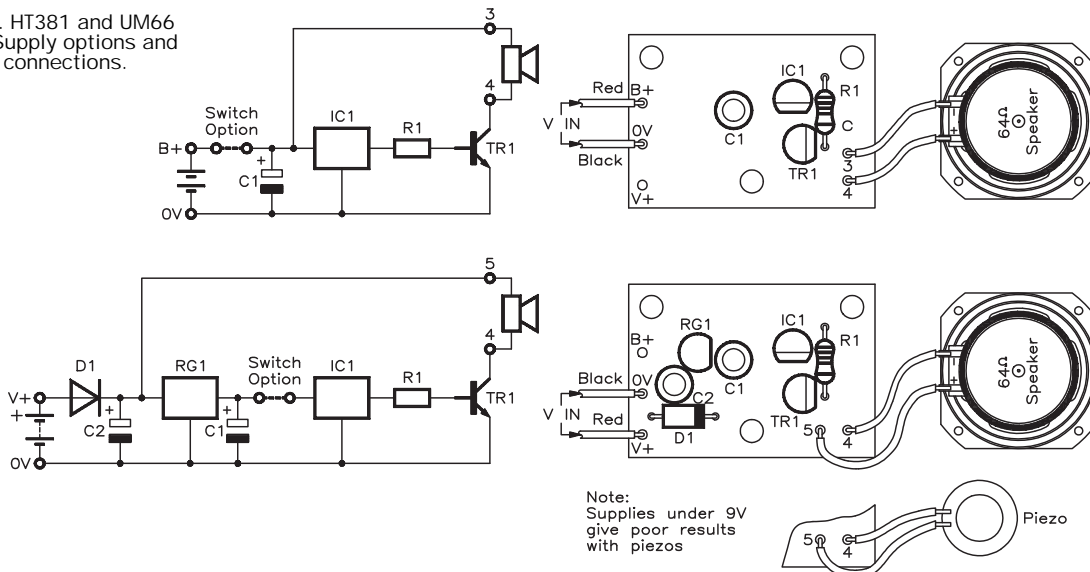 . HT381 and UM66
Supply options and
connections.
3
4
Switch
Option
B+
+
C1
IC1
R1
TR1
0V
Red
B+
V IN
0V
Black
V+
C1
IC1
R1
C
TR1
3
4
-
+
64Ω
Speaker
5
4
D1
RG1
Switch
Option
IC1
R1
TR1
V+
+
+
C2
+
C1
0V
B+
RG1
IC1
R1
Black
0V
C1
V IN
C2
Red
D1
V+
TR1
5
4
-
+
64Ω
Speaker
Note:
Supplies under 9V
give poor results
with piezos
5
4
Piezo